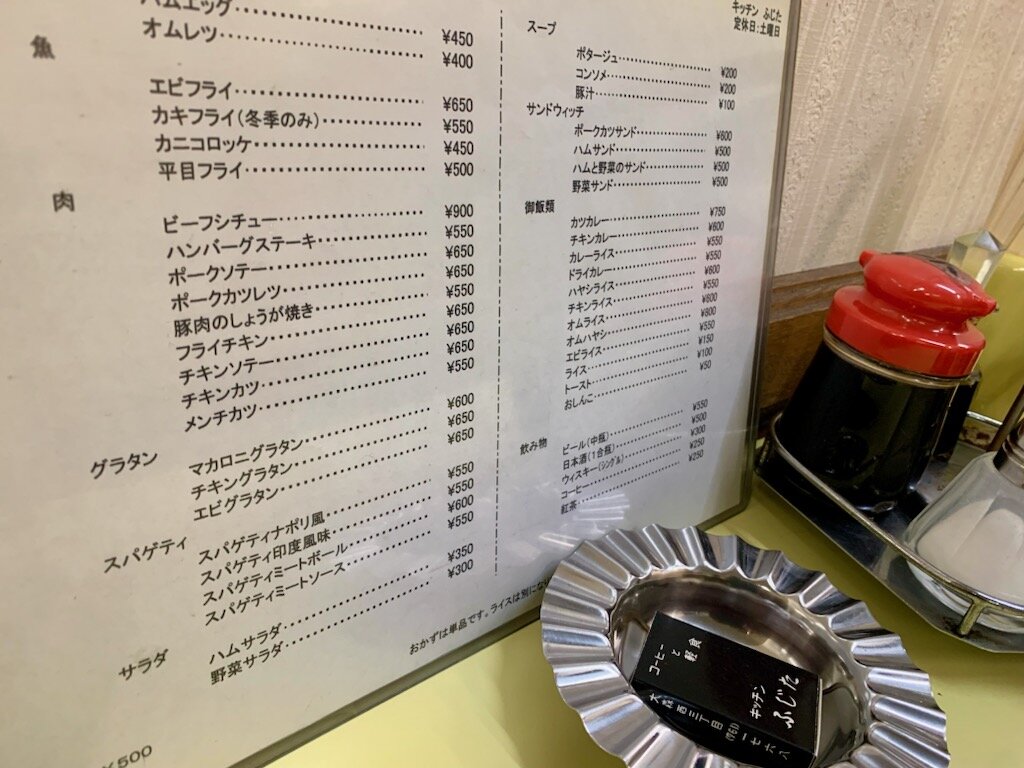 ハムエッグ‥‥‥‥‥‥‥‥ ¥450
オムレツ‥‥‥‥‥‥‥‥ ¥400
魚
エビフライ‥‥‥‥‥‥‥‥ ¥650
カキフライ(冬季のみ)‥‥‥‥ ¥550
カニコロッケ‥‥‥‥‥‥‥ ¥450
平目フライ‥‥‥‥‥‥‥‥ ¥500
肉
ビーフシチュー‥‥‥‥‥‥ ¥900
ハンバーグステーキ‥‥‥‥‥ ¥550
ポークソテー‥‥‥‥‥‥‥ ¥650
ポークカツレツ‥‥‥‥‥‥ ¥650
豚肉のしょうが焼き‥‥‥‥‥ ¥550
フライチキン‥‥‥‥‥‥‥ ¥650
チキンソテー‥‥‥‥‥‥‥ ¥650
チキンカツ‥‥‥‥‥‥‥‥ ¥650
メンチカツ‥‥‥‥‥‥‥‥ ¥550
グラタン
マカロニグラタン‥‥‥‥‥ ¥600
チキングラタン‥‥‥‥‥‥ ¥650
エビグラタン‥‥‥‥‥‥‥ ¥650
スパゲティ
スパゲティナポリ風‥‥‥‥‥ ¥550
スパゲティ印度風味‥‥‥‥‥ ¥550
スパゲティミートボール‥‥‥ ¥600
スパゲティミートソース‥‥‥ ¥550
サラダ
ハムサラダ‥‥‥‥‥‥‥‥ ¥350
野菜サラダ‥‥‥‥‥‥‥‥ ¥300
おかずは単品です。ライスは別にな
¥500
キッチン ふじた
定休日:土曜日
スープ
ポタージュ‥‥‥‥‥‥‥ ¥200
コンソメ‥‥‥‥‥‥‥‥ ¥200
豚汁‥‥‥‥‥‥‥‥‥‥ ¥100
サンドウィッチ
ポークカツサンド‥‥‥‥‥ ¥600
ハムサンド‥‥‥‥‥‥‥ ¥500
ハムと野菜のサンド‥‥‥‥ ¥500
野菜サンド‥‥‥‥‥‥‥ ¥500
御飯類
カツカレー‥‥‥‥‥‥‥ ¥750
チキンカレー‥‥‥‥‥‥ ¥600
カレーライス‥‥‥‥‥‥ ¥550
ドライカレー‥‥‥‥‥‥ ¥550
ハヤシライス‥‥‥‥‥‥ ¥600
チキンライス‥‥‥‥‥‥ ¥550
オムライス‥‥‥‥‥‥‥ ¥600
オムハヤシ‥‥‥‥‥‥‥ ¥800
エビライス‥‥‥‥‥‥‥ ¥550
ライス‥‥‥‥‥‥‥‥‥ ¥150
トースト‥‥‥‥‥‥‥‥ ¥100
おしんこ‥‥‥‥‥‥‥‥ ¥50
飲み物
ビール(中瓶)‥‥‥‥‥‥ ¥550
日本酒(1合瓶)‥‥‥‥‥ ¥500
ウィスキー(シングル)‥‥‥ ¥300
コーヒー‥‥‥‥‥‥‥‥ ¥250
紅茶‥‥‥‥‥‥‥‥‥‥ ¥250
コーヒーと軽食
キッチン
ふじた